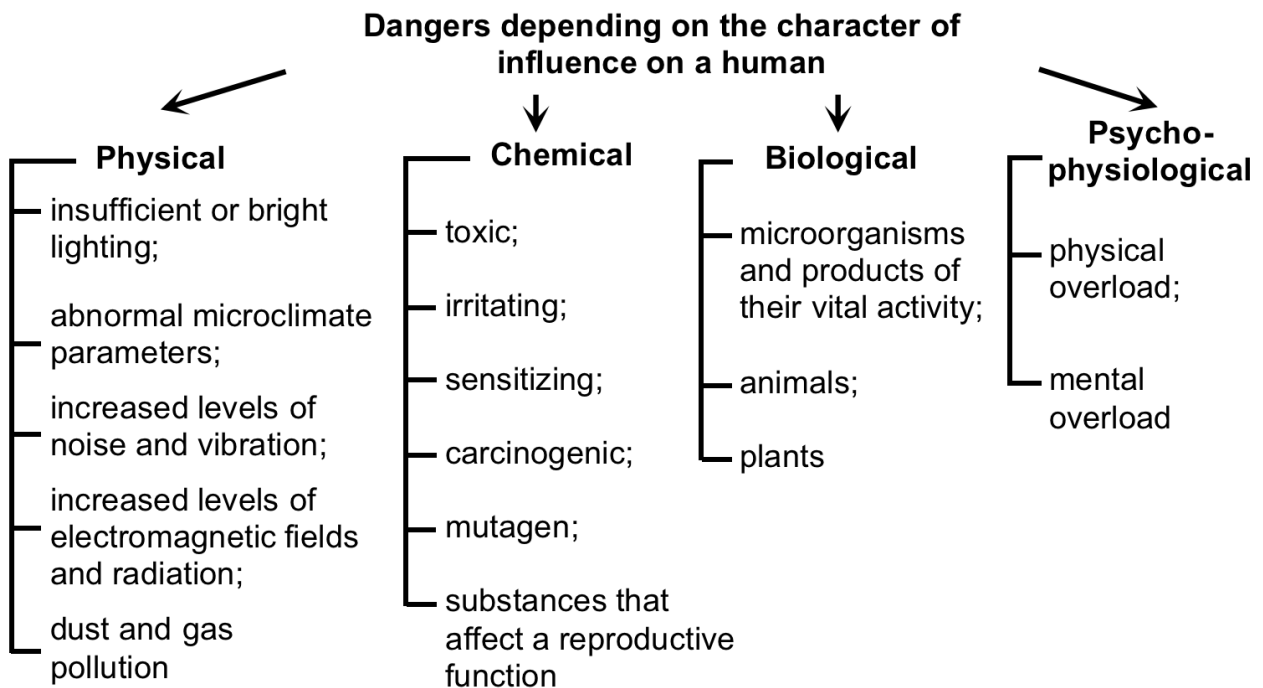 Dangers depending on the character of
influence on a human
Physical
insufficient or bright
lighting;
abnormal microclimate
parameters;
increased levels of
noise and vibration;
increased levels of
electromagnetic fields
and radiation;
dust and gas
pollution
Chemical
toxic;
irritating;
sensitizing;
carcinogenic;
mutagen;
substances that
affect a reproductive
function
Biological
microorganisms
and products of
their vital activity;
animals;
plants
Psycho-
physiological
physical
overload;
mental
overload